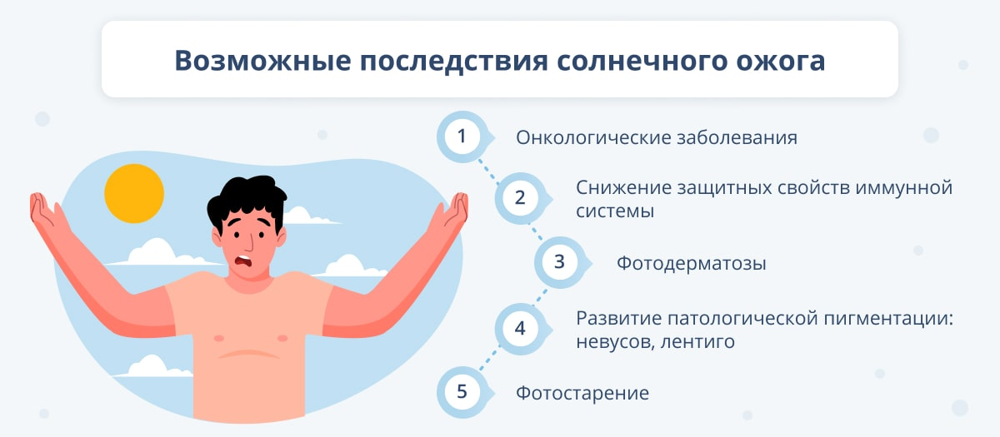 Возможные последствия солнечного ожога
1
Онкологические заболевания
2
Снижение защитных свойств иммунной
системы
3
Фотодерматозы
4
Развитие патологической пигментации:
невусов, лентиго
5
Фотостарение